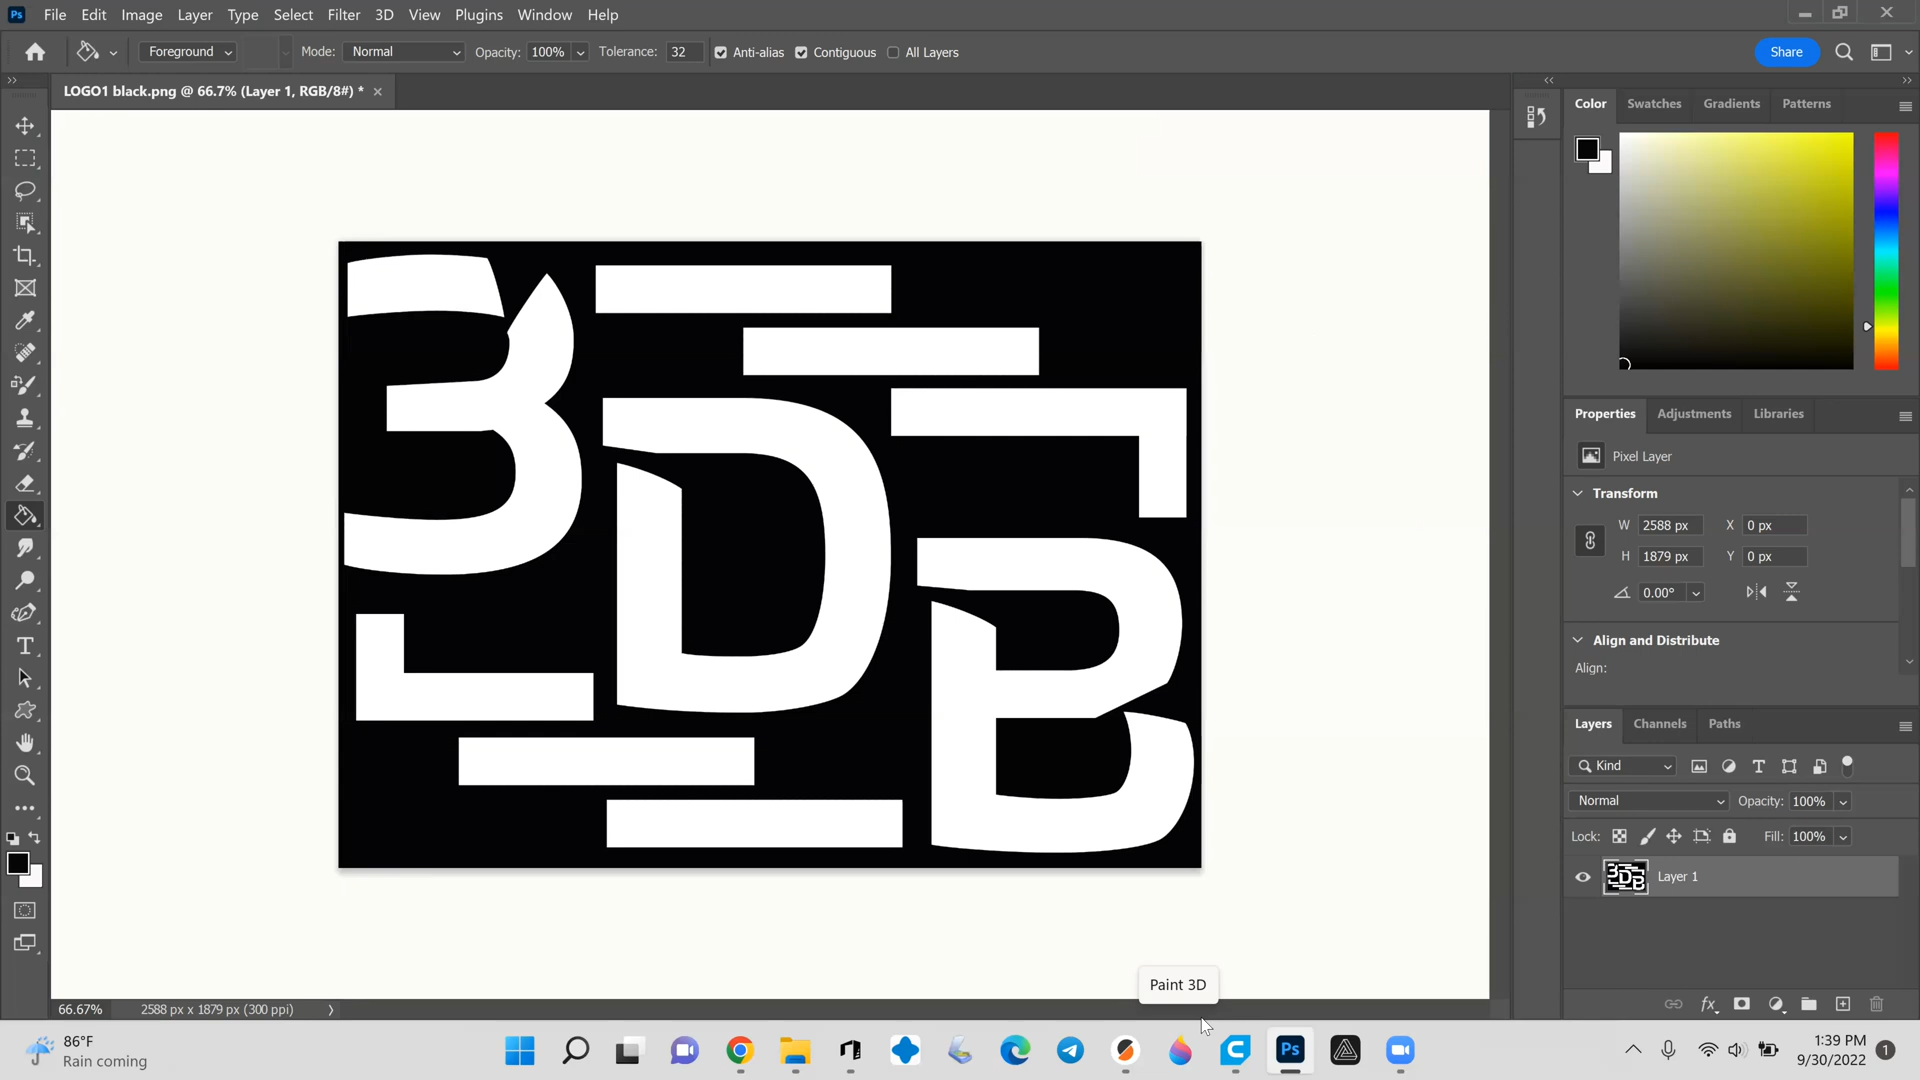 Ps File Edit Image Layer Type Select Filter 3D View Plugins Window Help
Foreground Mode: Normal Opacity: 100% Tolerance: 32 Anti-alias Contiguous All Layers Share
LOGO1 black.png @ 66.7% (Layer 1, RGB/8#) *
Color Swatches Gradients Patterns
3DB
Properties Adjustments Libraries
Pixel Layer
Transform
W 2588 px X 0 px
H 1879 px Y 0 px
0.00°
Align and Distribute
Align:
Layers Channels Paths
Kind
Normal Opacity: 100%
Lock: Fill: 100%
Layer 1
Paint 3D
66.67% 2588 px x 1879 px (300 ppi)
86°F
Rain coming
Ps
1:39 PM
9/30/2022
1